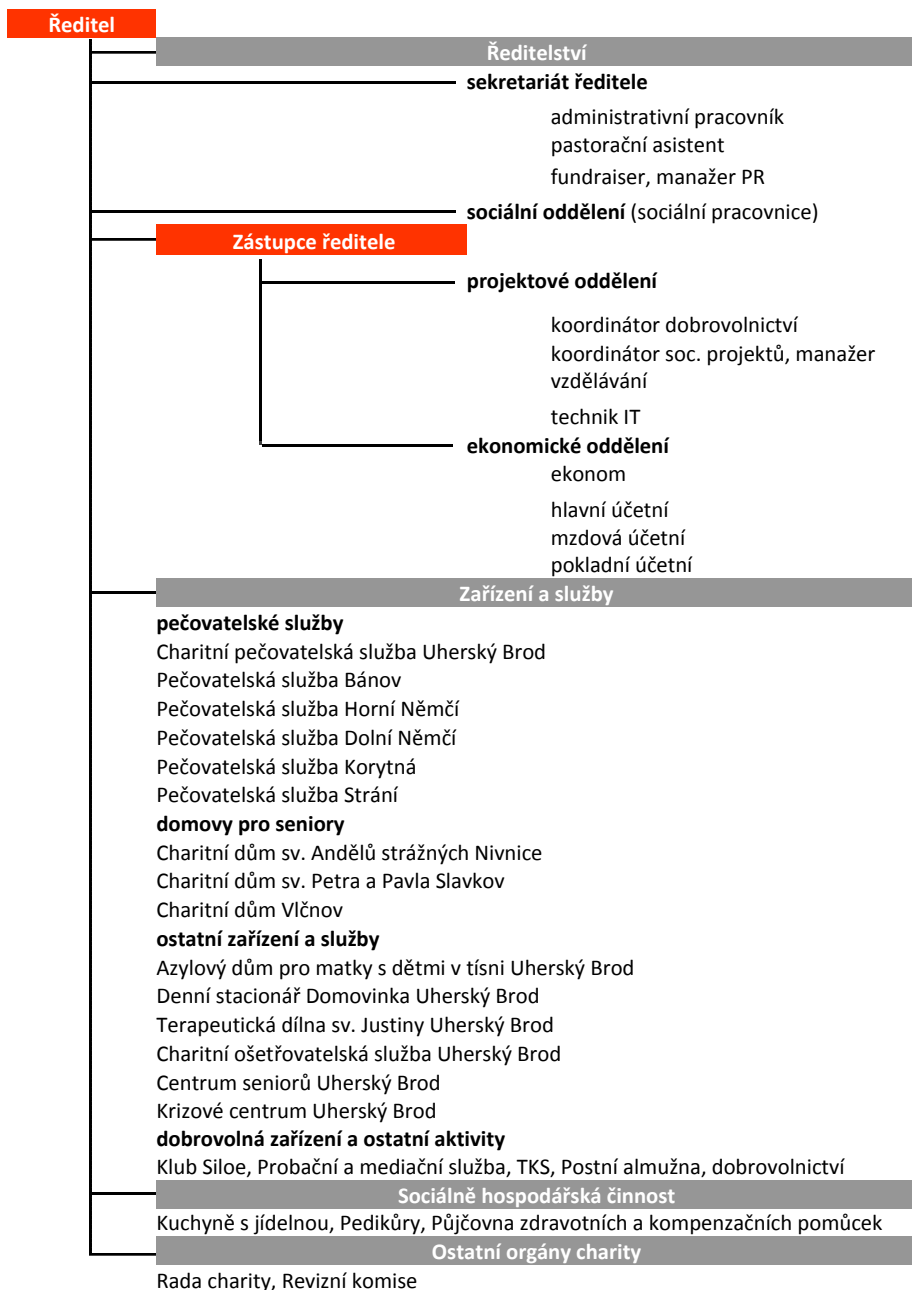 Ředitel
Ředitelství
sekretariát ředitele
administrativní pracovník
pastorační asistent
fundraiser, manažer PR
sociální oddělení (sociální pracovnice)
Zástupce ředitele
projektové oddělení
koordinátor dobrovolnictví
koordinátor soc. projektů, manažer
vzdělávání
technik IT
ekonomické oddělení
ekonom
hlavní účetní
mzdová účetní
pokladní účetní
Zařízení a služby
pečovatelské služby
Charitní pečovatelská služba Uherský Brod
Pečovatelská služba Bánov
Pečovatelská služba Horní Němčí
Pečovatelská služba Dolní Němčí
Pečovatelská služba Korytná
Pečovatelská služba Strání
domovy pro seniory
Charitní dům sv. Andělů strážných Nivnice
Charitní dům sv. Petra a Pavla Slavkov
Charitní dům Vlčnov
ostatní zařízení a služby
Azylový dům pro matky s dětmi v tísni Uherský Brod
Denní stacionář Domovinka Uherský Brod
Terapeutická dílna sv. Justiny Uherský Brod
Charitní ošetřovatelská služba Uherský Brod
Centrum seniorů Uherský Brod
Krizové centrum Uherský Brod
dobrovolná zařízení a ostatní aktivity
Klub Siloe, Probační a mediační služba, TKS, Postní almužna, dobrovolnictví
Sociálně hospodářská činnost
Kuchyně s jídelnou, Pedikůry, Půjčovna zdravotních a kompenzačních pomůcek
Ostatní orgány charity
Rada charity, Revizní komise